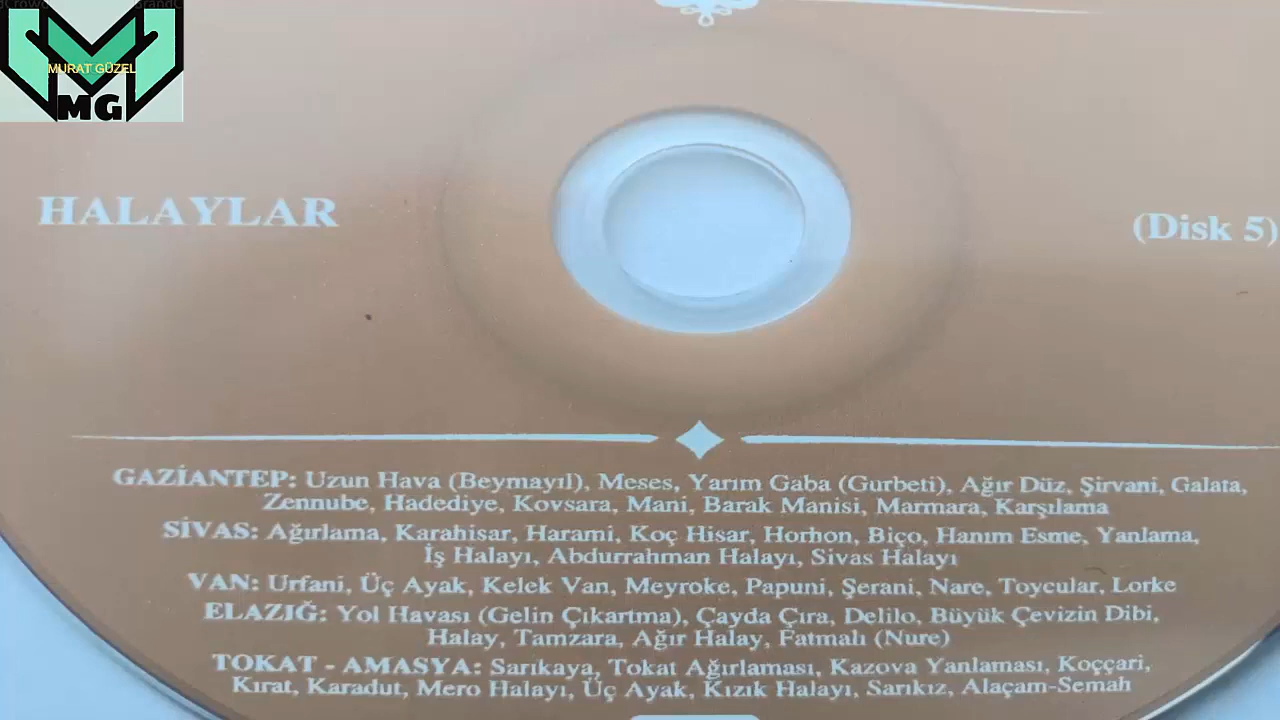 MURAT GÜZEL
MG
HALAYLAR
(Disk 5)
GAZİANTEP: Uzun Hava (Beymayıl), Meses, Yarım Gaba (Gurbeti), Ağır Düz, Şirvani, Galata,
Zennube, Hadediye, Kovsara, Mani, Barak Manisi, Marmara, Karşılama
SİVAS: Ağırlama, Karahisar, Harami, Koç Hisar, Horhon, Biço, Hanım Esme, Yanlama,
İş Halayı, Abdurrahman Halayı, Sivas Halayı
VAN: Urfani, Üç Ayak, Kelek Van, Meyroke, Papuni, Şerani, Nare, Toycular, Lorke
ELAZIĞ: Yol Havası (Gelin Çıkartma), Çayda Çıra, Delilo, Büyük Çevizin Dibi,
Halay, Tamzara, Ağır Halay, Fatmalı (Nure)
TOKAT - AMASYA: Sarıkaya, Tokat Ağırlaması, Kazova Yanlaması, Koççari,
Kırat, Karadut, Mero Halayı, Üç Ayak, Kızık Halayı, Sarıkız, Alaçam-Semah